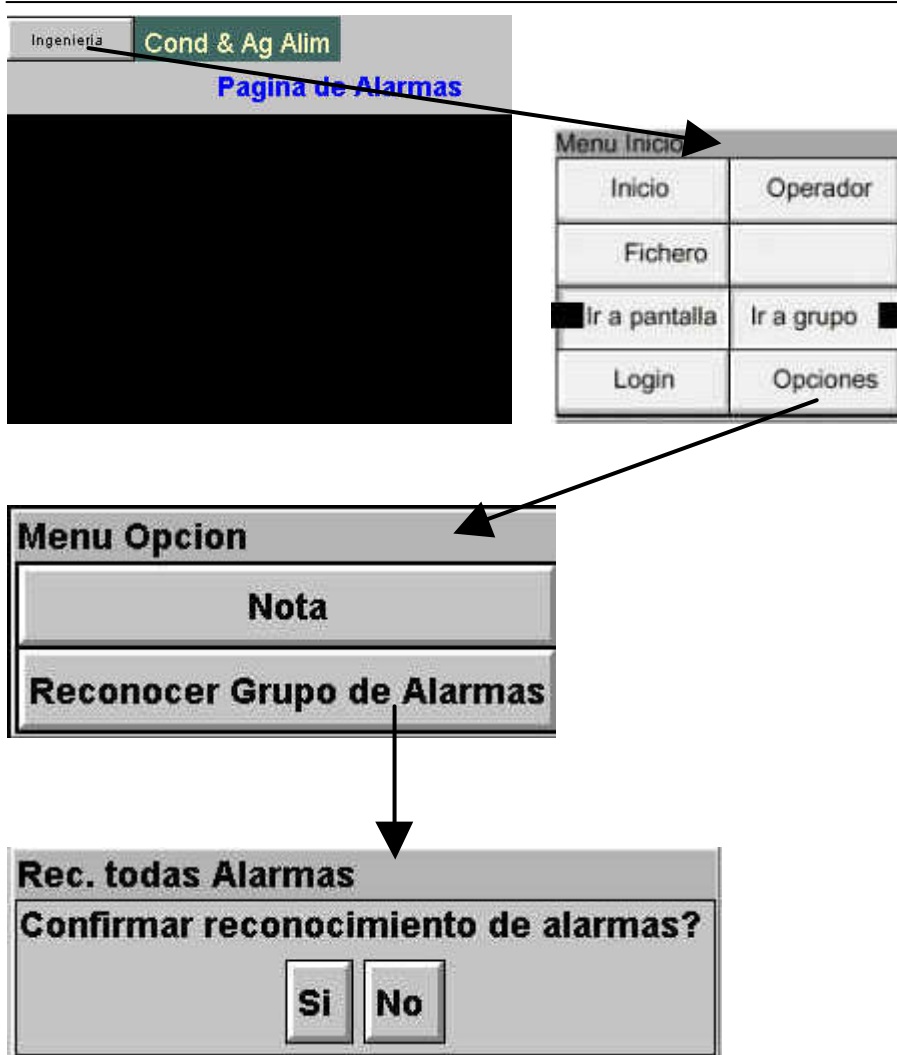 Ingenieria
Cond & Ag Alim
Pagina de Alarmas
Menu Inicio
Inicio
Operador
Fichero
Ir a pantalla
Ir a grupo
Login
Opciones
Menu Opcion
Nota
Reconocer Grupo de Alarmas
Rec. todas Alarmas
Confirmar reconocimiento de alarmas?
Si
No